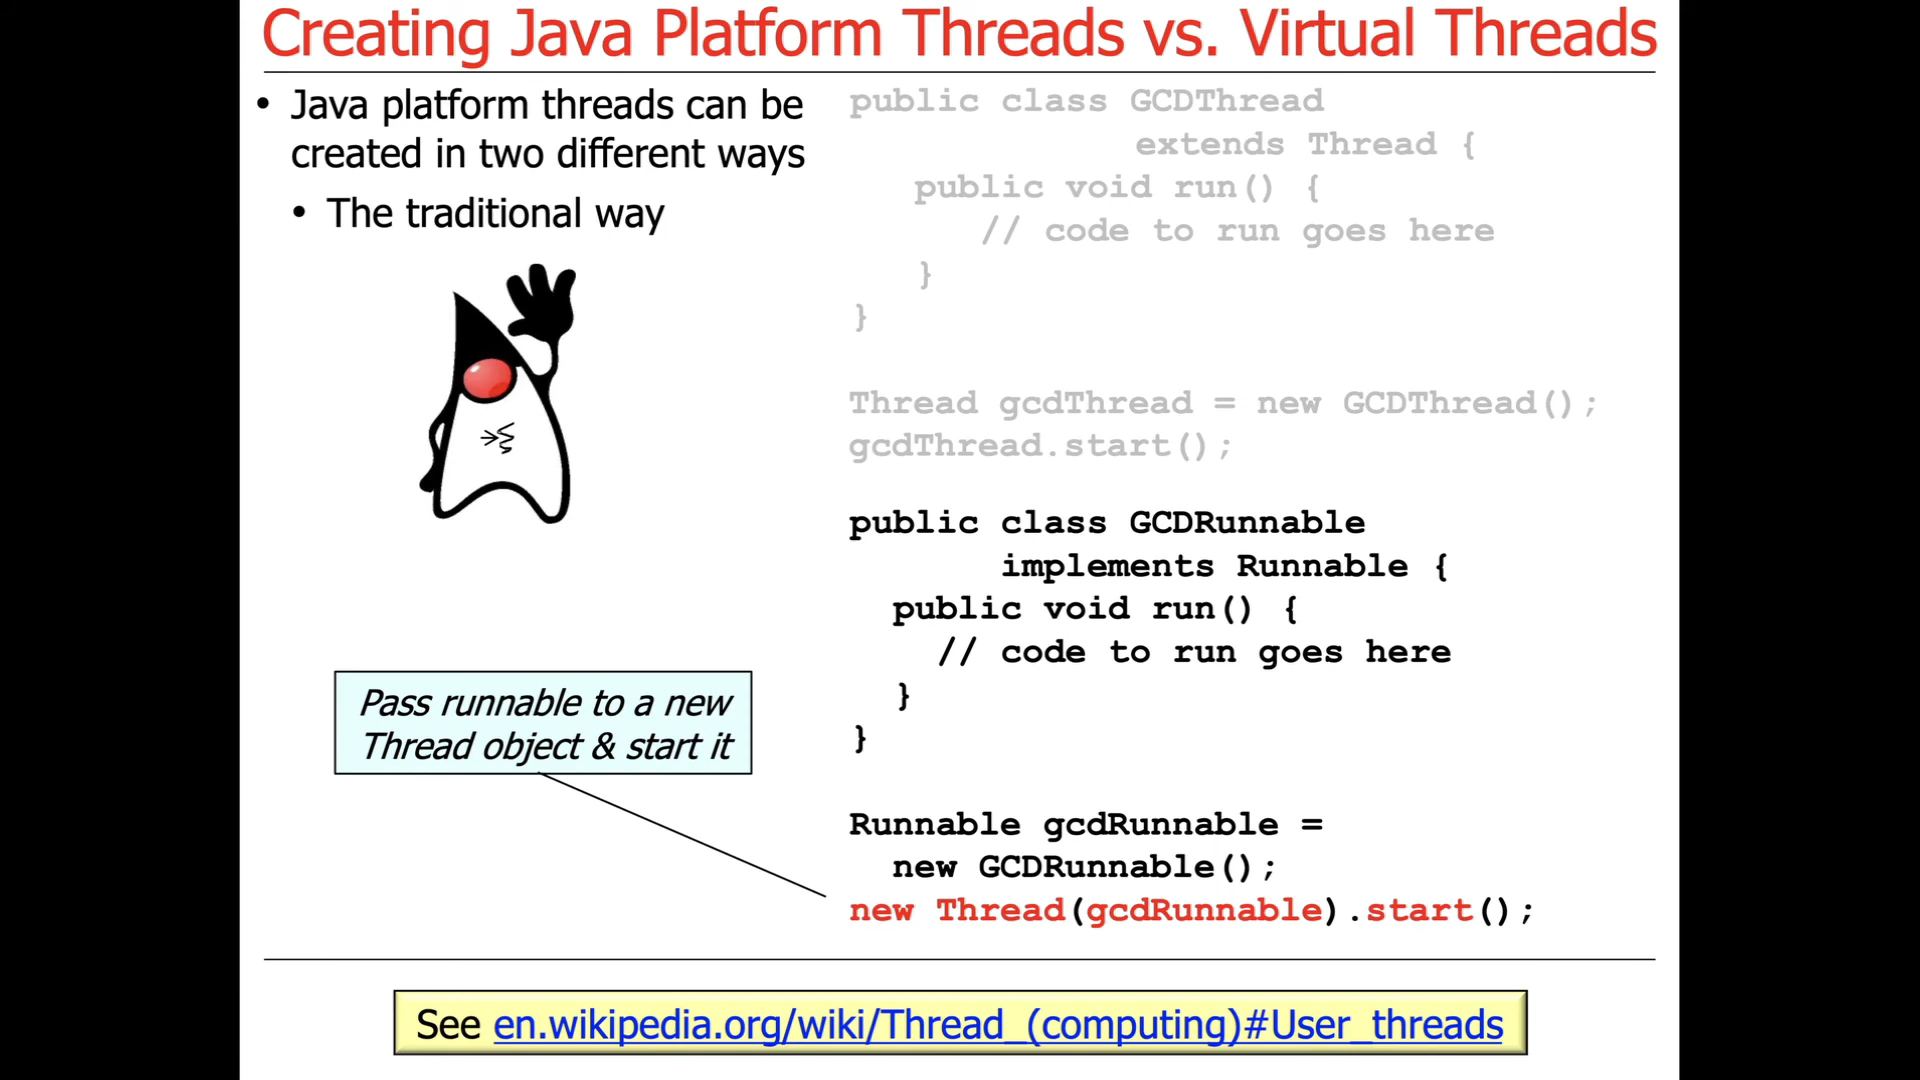 Creating Java Platform Threads vs. Virtual Threads
• Java platform threads can be
created in two different ways
• The traditional way
public class GCDThread
extends Thread {
public void run() {
// code to run goes here
}
}
Thread gcdThread = new GCDThread();
gcdThread.start();
public class GCDRunnable
implements Runnable {
public void run() {
// code to run goes here
}
}
Pass runnable to a new
Thread object & start it
Runnable gcdRunnable =
new GCDRunnable();
new Thread(gcdRunnable).start();
See en.wikipedia.org/wiki/Thread_(computing)#User_threads